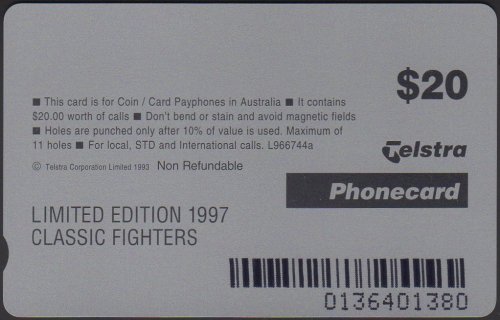 $20
■ This card is for Coin / Card Payphones in Australia ■ It contains
$20.00 worth of calls ■ Don't bend or stain and avoid magnetic fields
■ Holes are punched only after 10% of value is used. Maximum of
11 holes ■ For local, STD and International calls. L966744a
© Telstra Corporation Limited 1993 Non Refundable
Telstra
Phonecard
LIMITED EDITION 1997
CLASSIC FIGHTERS
0136401380